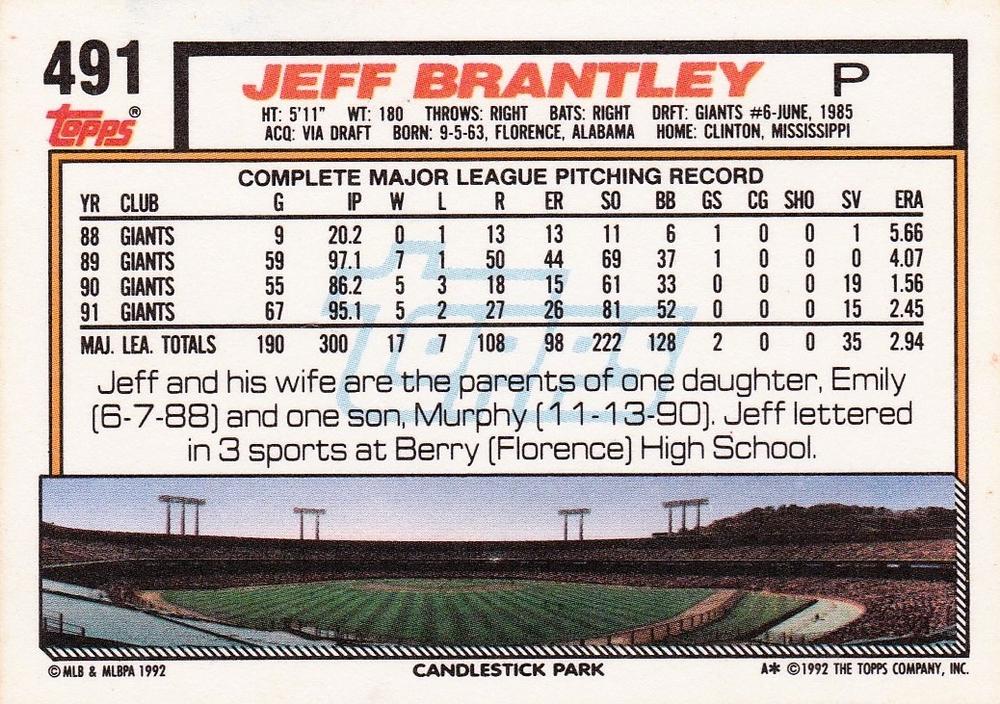 491
topps®
JEFF BRANTLEY P
HT: 5'11" WT: 180 THROWS: RIGHT BATS: RIGHT DRFT: GIANTS #6-JUNE, 1985
ACQ: VIA DRAFT BORN: 9-5-63, FLORENCE, ALABAMA HOME: CLINTON, MISSISSIPPI
COMPLETE MAJOR LEAGUE PITCHING RECORD
YR CLUB G IP W L R ER SO BB GS CG SHO SV ERA
88 GIANTS 9 20.2 0 1 13 13 11 6 1 0 0 1 5.66
89 GIANTS 59 97.1 7 1 50 44 69 37 1 0 0 0 4.07
90 GIANTS 55 86.2 5 3 18 15 61 33 0 0 0 19 1.56
91 GIANTS 67 95.1 5 2 27 26 81 52 0 0 0 15 2.45
MAJ. LEA. TOTALS 190 300 17 7 108 98 222 128 2 0 0 35 2.94
topps
Jeff and his wife are the parents of one daughter, Emily
(6-7-88) and one son, Murphy (11-13-90). Jeff lettered
in 3 sports at Berry (Florence) High School.
© MLB & MLBPA 1992 CANDLESTICK PARK A* © 1992 THE TOPPS COMPANY, INC.